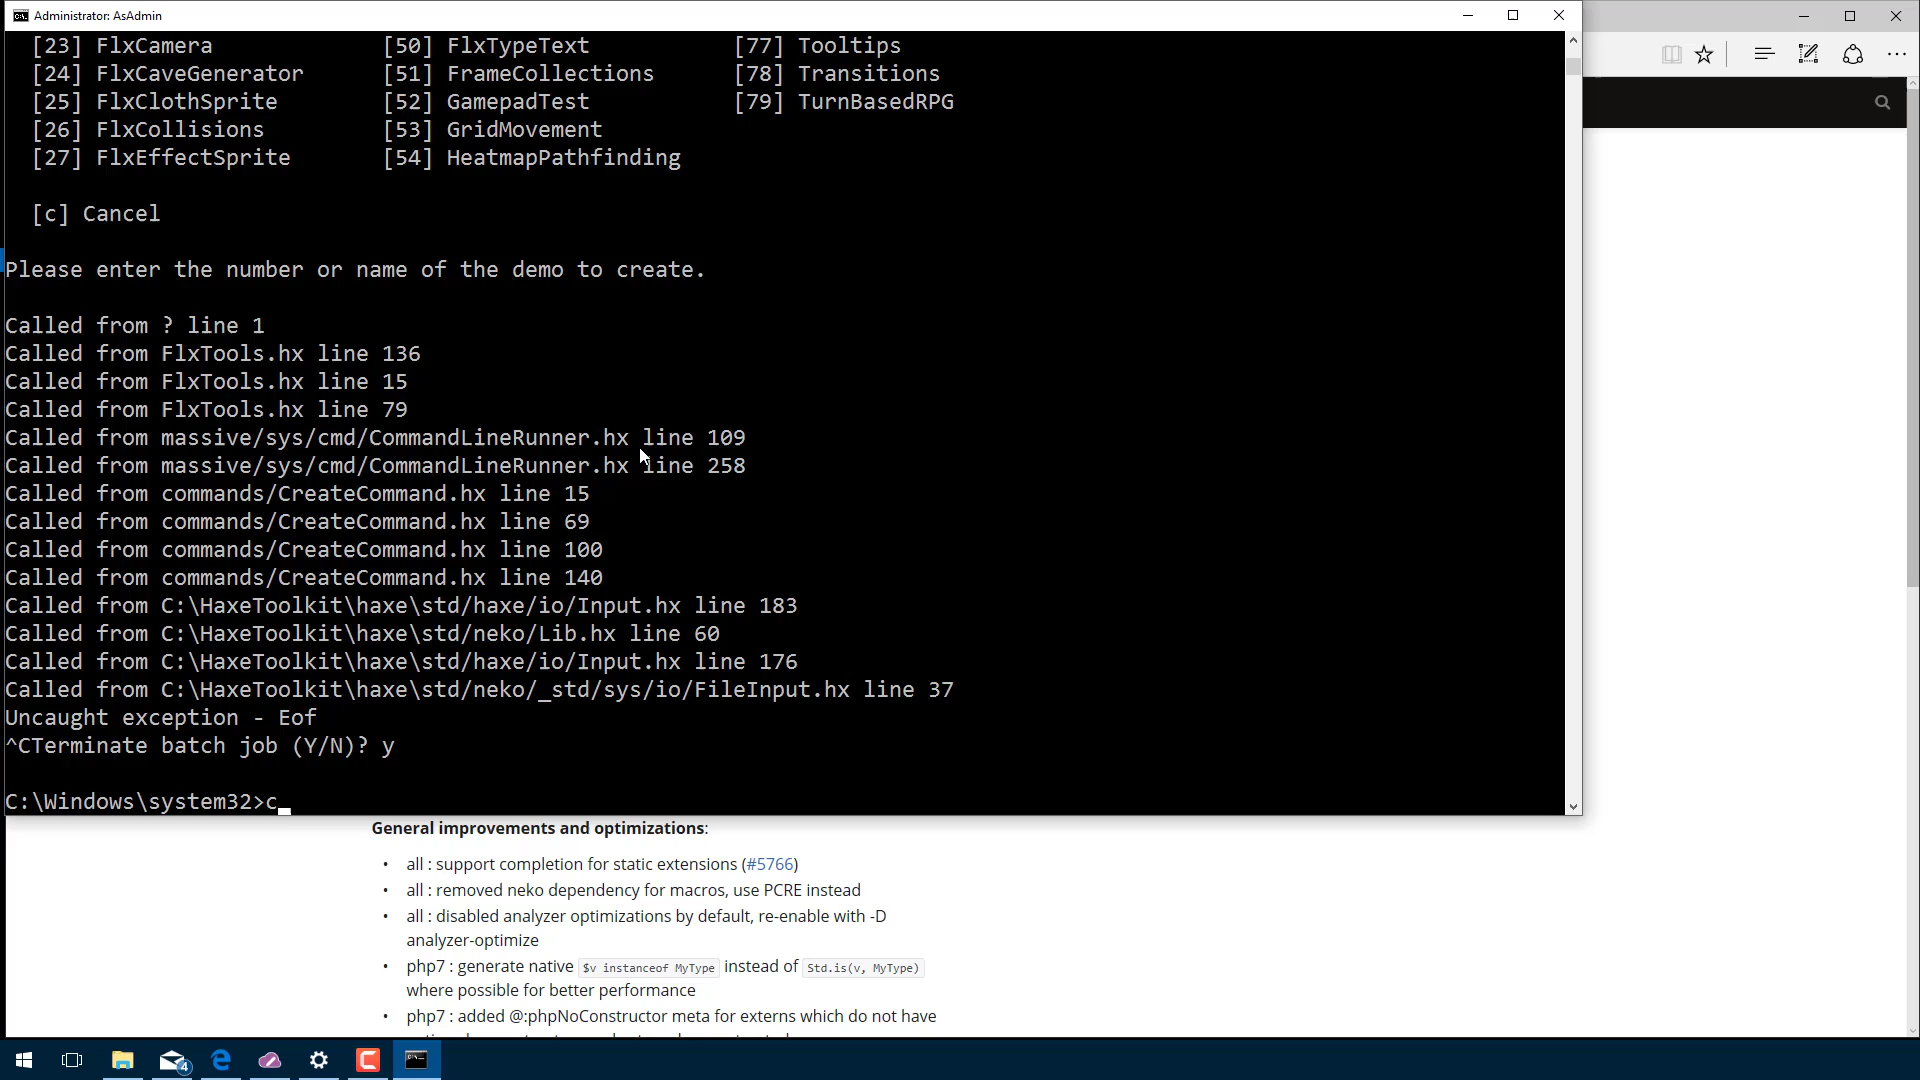 Administrator: AsAdmin
[23] FlxCamera [50] FlxTypeText [77] Tooltips
[24] FlxCaveGenerator [51] FrameCollections [78] Transitions
[25] FlxClothSprite [52] GamepadTest [79] TurnBasedRPG
[26] FlxCollisions [53] GridMovement
[27] FlxEffectSprite [54] HeatmapPathfinding
[c] Cancel
Please enter the number or name of the demo to create.
Called from ? line 1
Called from FlxTools.hx line 136
Called from FlxTools.hx line 15
Called from FlxTools.hx line 79
Called from massive/sys/cmd/CommandLineRunner.hx line 109
Called from massive/sys/cmd/CommandLineRunner.hx line 258
Called from commands/CreateCommand.hx line 15
Called from commands/CreateCommand.hx line 69
Called from commands/CreateCommand.hx line 100
Called from commands/CreateCommand.hx line 140
Called from C:\HaxeToolkit\haxe\std/haxe/io/Input.hx line 183
Called from C:\HaxeToolkit\haxe\std/neko/Lib.hx line 60
Called from C:\HaxeToolkit\haxe\std/haxe/io/Input.hx line 176
Called from C:\HaxeToolkit\haxe\std/neko/_std/sys/io/FileInput.hx line 37
Uncaught exception - Eof
^CTerminate batch job (Y/N)? y
C:\Windows\system32>c
General improvements and optimizations:
• all : support completion for static extensions (#5766)
• all : removed neko dependency for macros, use PCRE instead
• all : disabled analyzer optimizations by default, re-enable with -D
analyzer-optimize
• php7 : generate native $v instanceof MyType instead of Std.is(v, MyType)
where possible for better performance
• php7 : added @:phpNoConstructor meta for externs which do not have
4